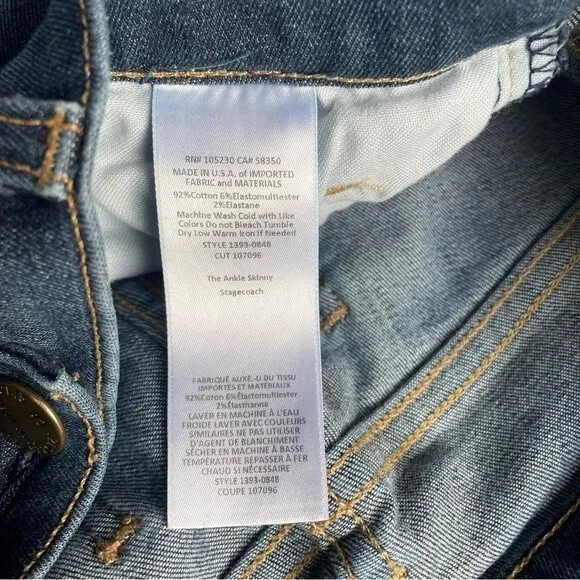 RN# 105230 CA# 58350
MADE IN U.S.A. of IMPORTED
FABRIC and MATERIALS
92%Cotton 6%Elastomultiester
2%Elastane
Machine Wash Cold with Like
Colors Do not Bleach Tumble
Dry Low Warm Iron If Needed
STYLE 1393-0848
CUT 107096
The Ankle Skinny
Stagecoach
FABRIQUÉ AUXÉ.-U DU TISSU
IMPORTÉS ET MATÉRIAUX
92%Cotton 6%Élastomultiester
2%Élasthanne
LAVER EN MACHINE À L'EAU
FROIDE LAVER AVEC COULEURS
SIMILAIRES NE PAS UTILISER
D'AGENT DE BLANCHIMENT
SÉCHER EN MACHINE À BASSE
TEMPÉRATURE REPASSER À FER
CHAUD SI NÉCESSAIRE
STYLE 1393-0848
COUPE 107096